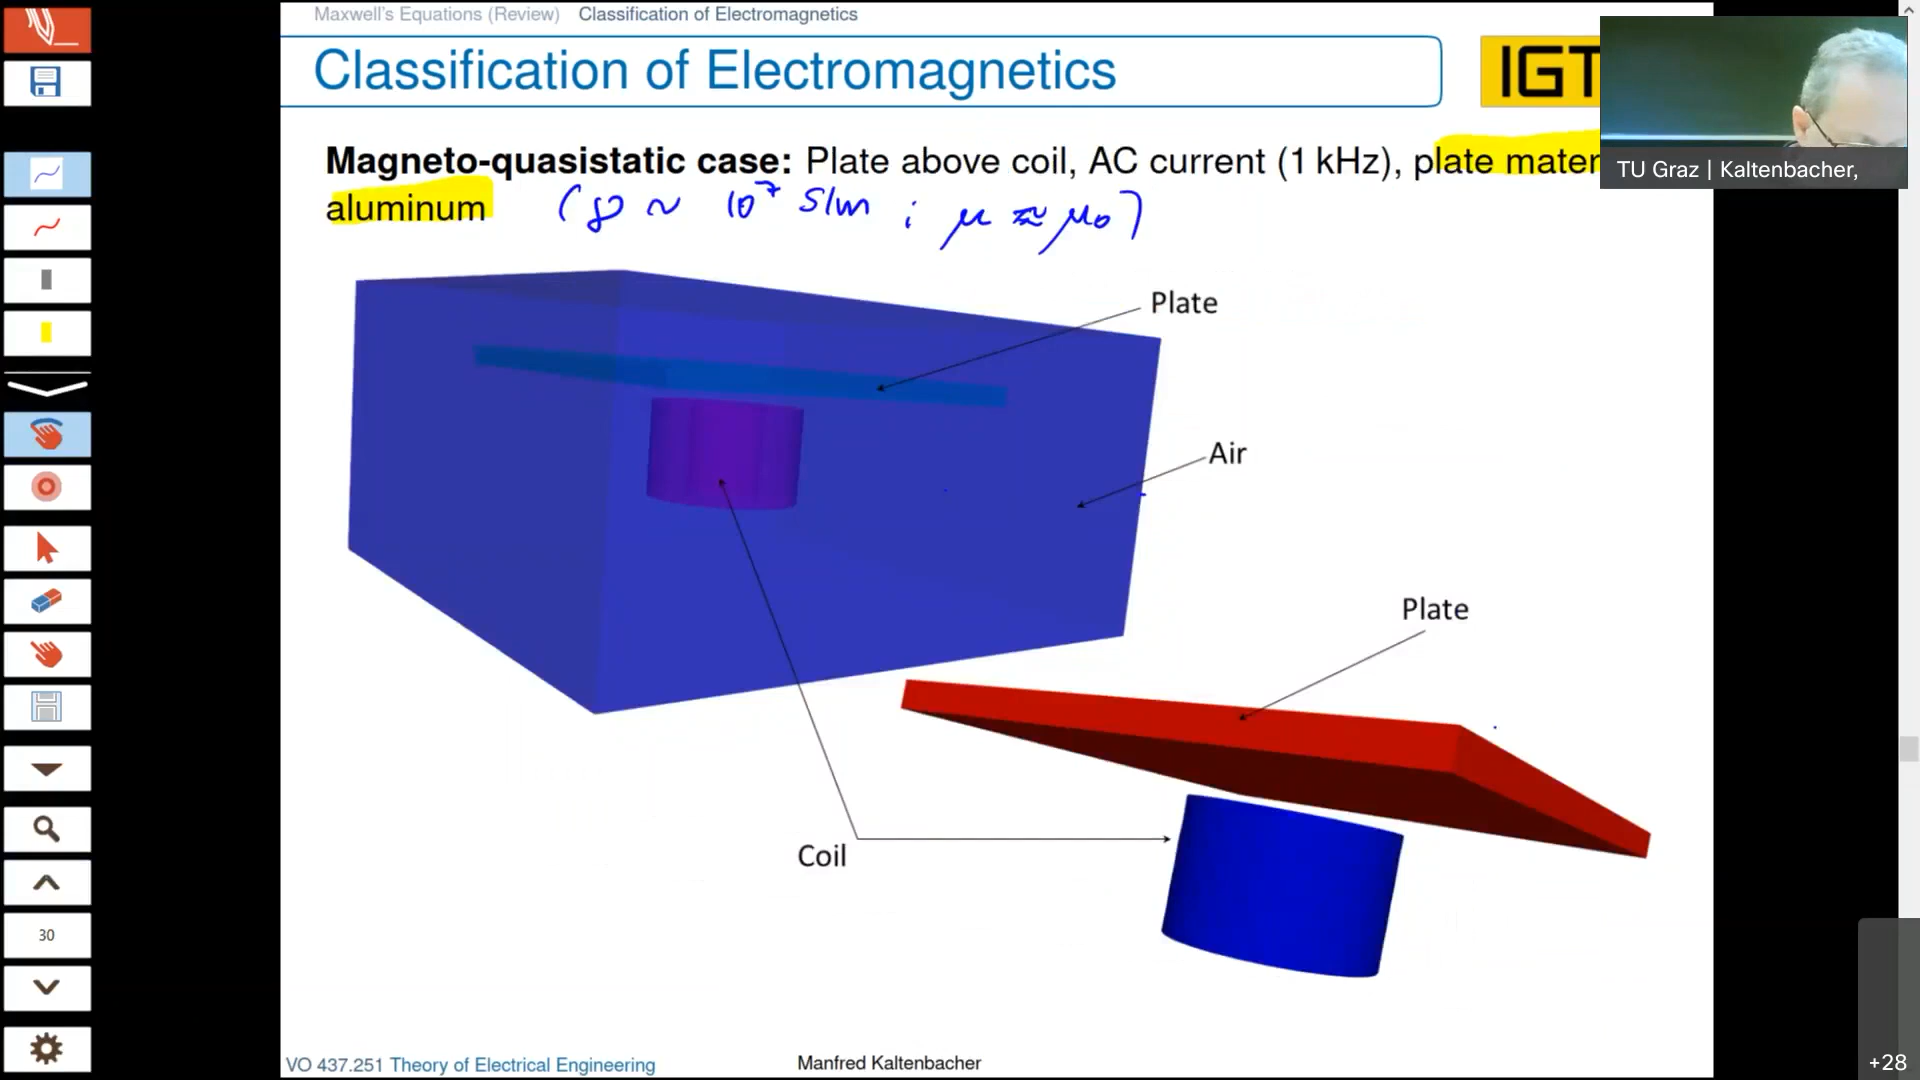 Maxwell's Equations (Review) Classification of Electromagnetics
Classification of Electromagnetics
IGT
Magneto-quasistatic case: Plate above coil, AC current (1 kHz), plate mater
aluminum (γ ~ 10⁻⁷ S/m ; μ ≈ μ₀)
TU Graz | Kaltenbacher,
Plate
Air
Plate
Coil
30
VO 437.251 Theory of Electrical Engineering
Manfred Kaltenbacher
+28